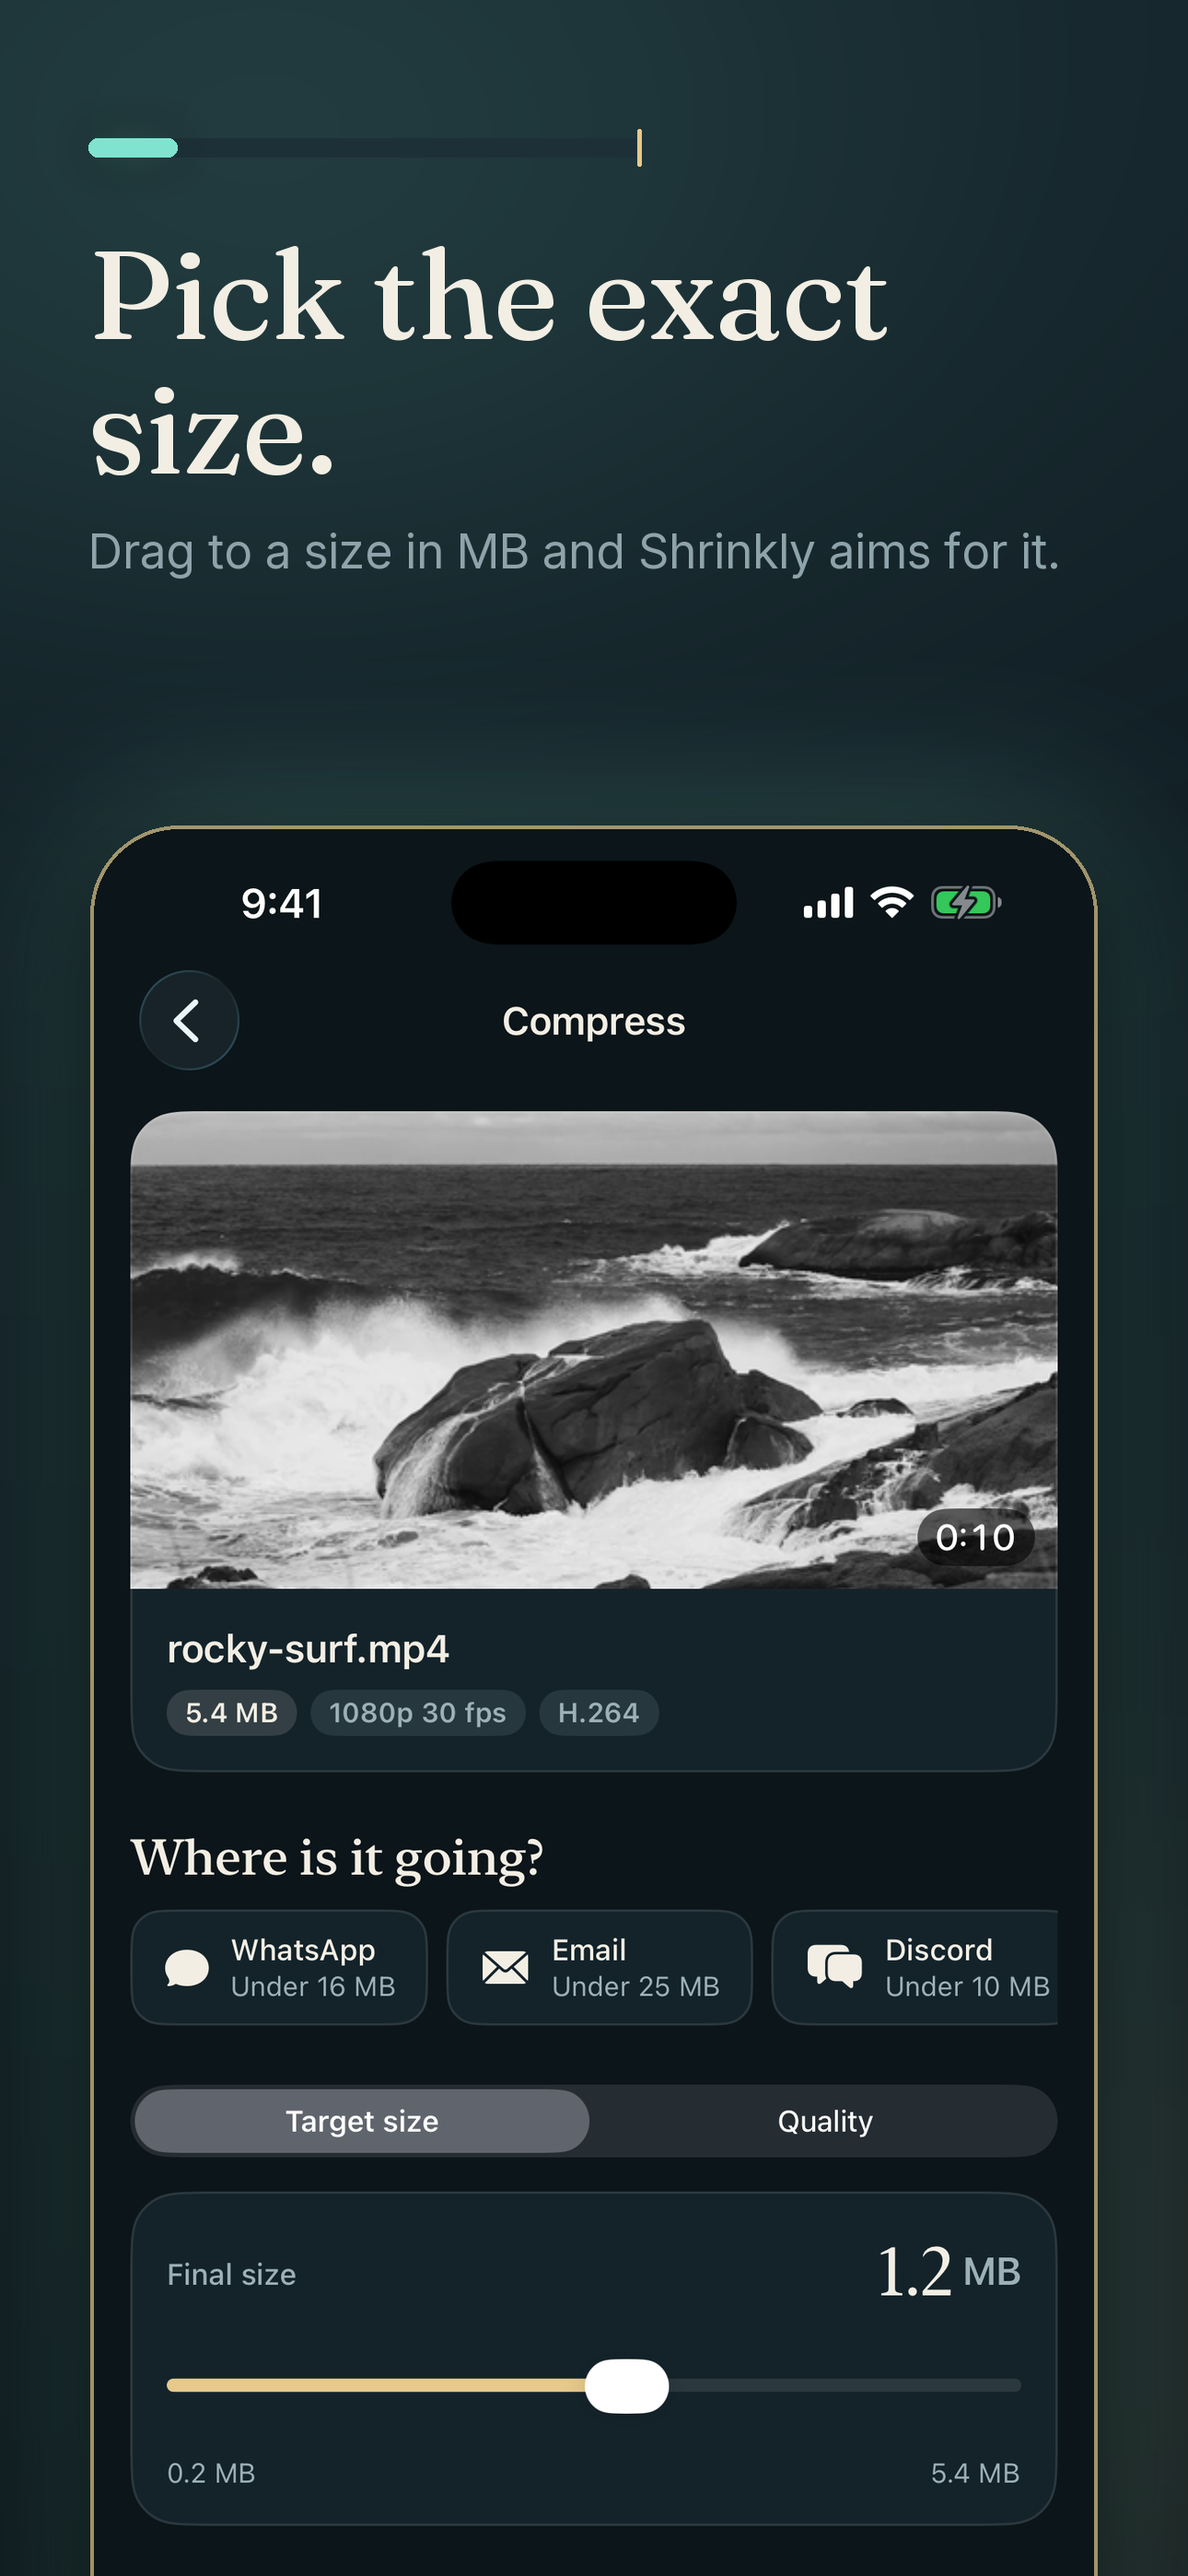 Pick the exact
size.
Drag to a size in MB and Shrinkly aims for it.
9:41
Compress
0:10
rocky-surf.mp4
5.4 MB 1080p 30 fps H.264
Where is it going?
WhatsApp Email Discord
Under 16 MB Under 25 MB Under 10 MB
Target size Quality
Final size 1.2 MB
0.2 MB 5.4 MB